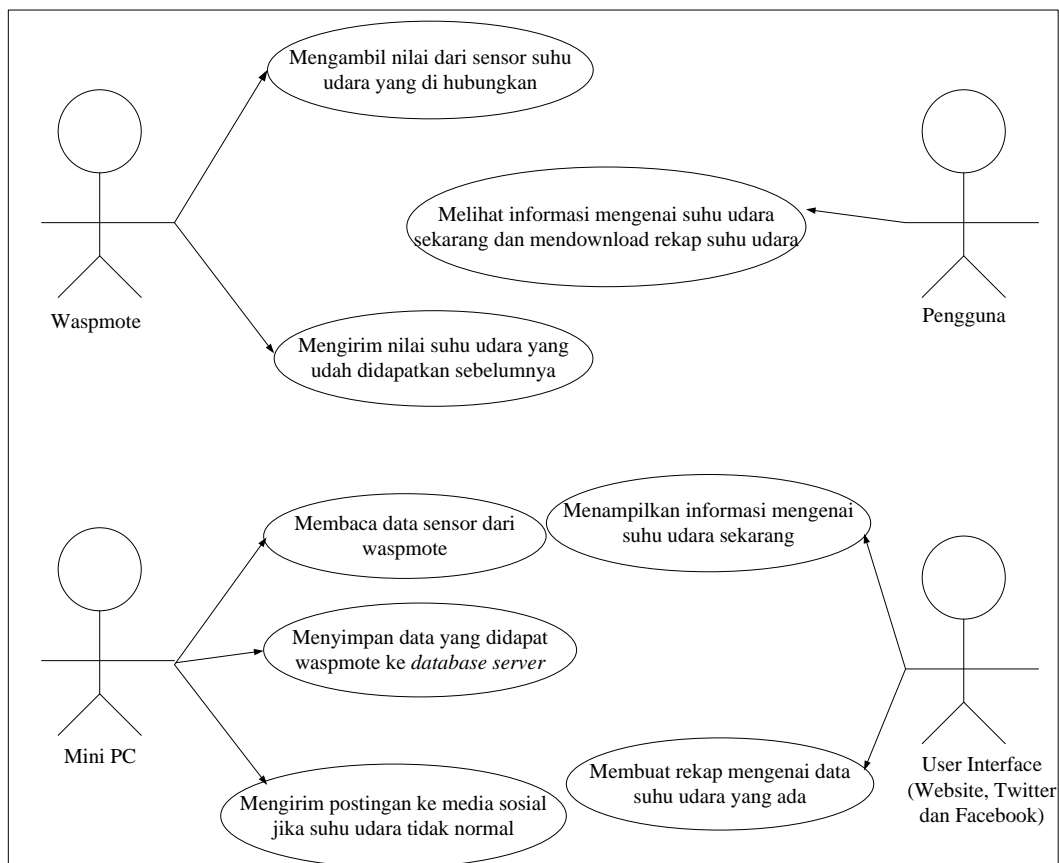 Mengambil nilai dari sensor suhu
udara yang di hubungkan
Melihat informasi mengenai suhu udara
sekarang dan mendownload rekap suhu udara
Waspmote
Pengguna
Mengirim nilai suhu udara yang
udah didapatkan sebelumnya
Membaca data sensor dari
waspmote
Menampilkan informasi mengenai
suhu udara sekarang
Menyimpan data yang didapat
waspmote ke database server
Mini PC
Mengirim postingan ke media sosial
jika suhu udara tidak normal
Membuat rekap mengenai data
suhu udara yang ada
User Interface
(Website, Twitter
dan Facebook)